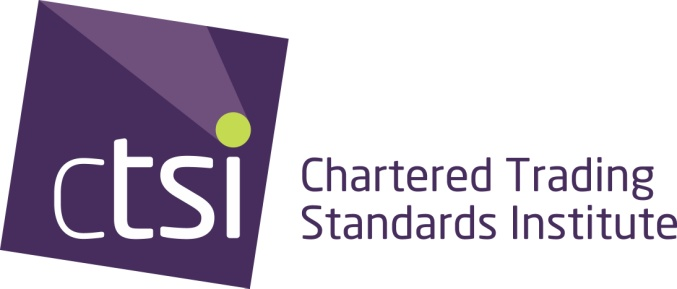 ctsi
Chartered Trading
Standards Institute